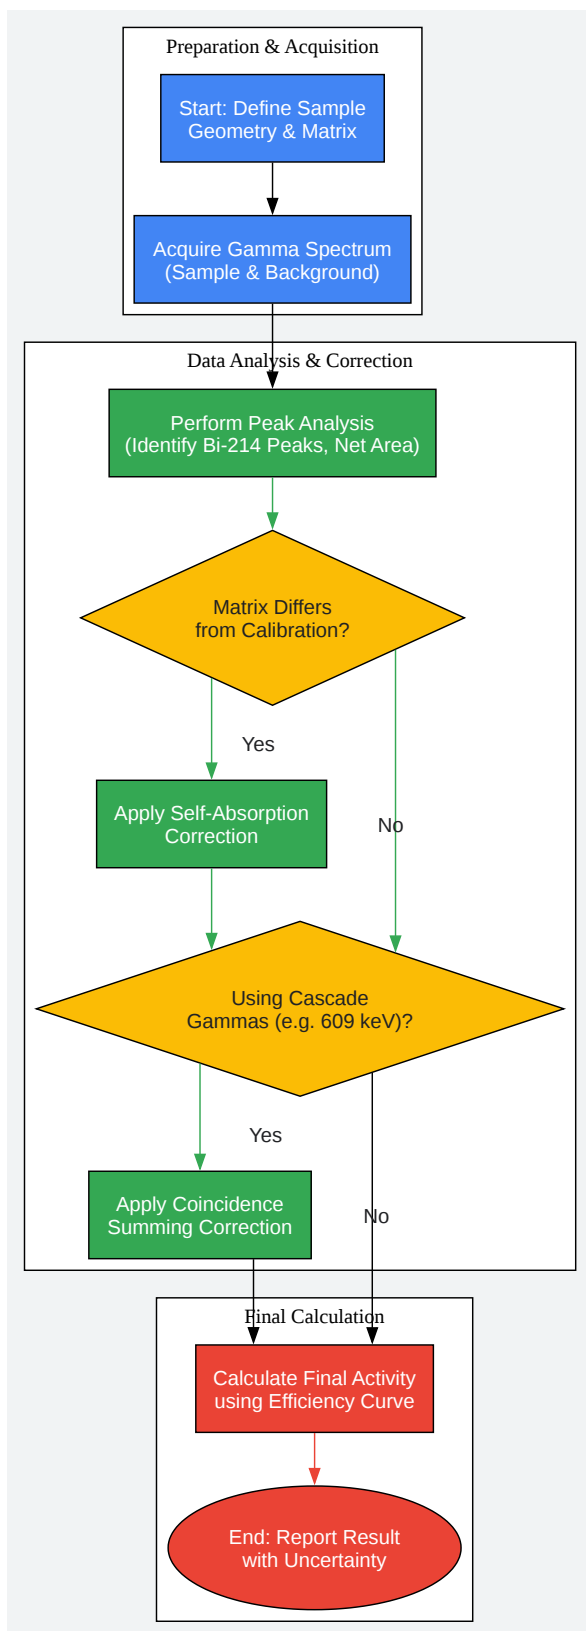 Preparation & Acquisition
Start: Define Sample
Geometry & Matrix
Acquire Gamma Spectrum
(Sample & Background)
Data Analysis & Correction
Perform Peak Analysis
(Identify Bi-214 Peaks, Net Area)
Matrix Differs
from Calibration?
Yes
Apply Self-Absorption
Correction
No
Using Cascade
Gammas (e.g. 609 keV)?
Yes
Apply Coincidence
Summing Correction
No
Final Calculation
Calculate Final Activity
using Efficiency Curve
End: Report Result
with Uncertainty